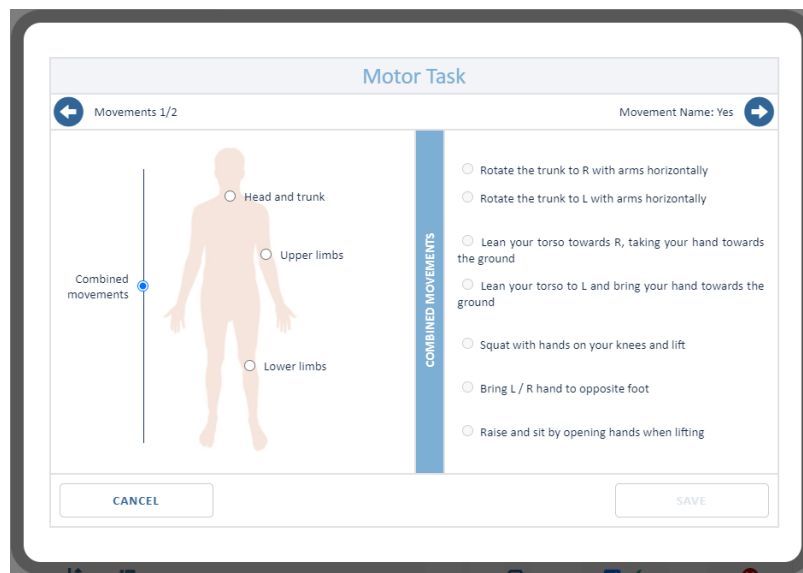 Motor Task
Movements 1/2
Movement Name: Yes
Combined
movements
Head and trunk
Upper limbs
Lower limbs
COMBINED MOVEMENTS
Rotate the trunk to R with arms horizontally
Rotate the trunk to L with arms horizontally
Lean your torso towards R, taking your hand towards
the ground
Lean your torso to L and bring your hand towards the
ground
Squat with hands on your knees and lift
Bring L / R hand to opposite foot
Raise and sit by opening hands when lifting
CANCEL
SAVE